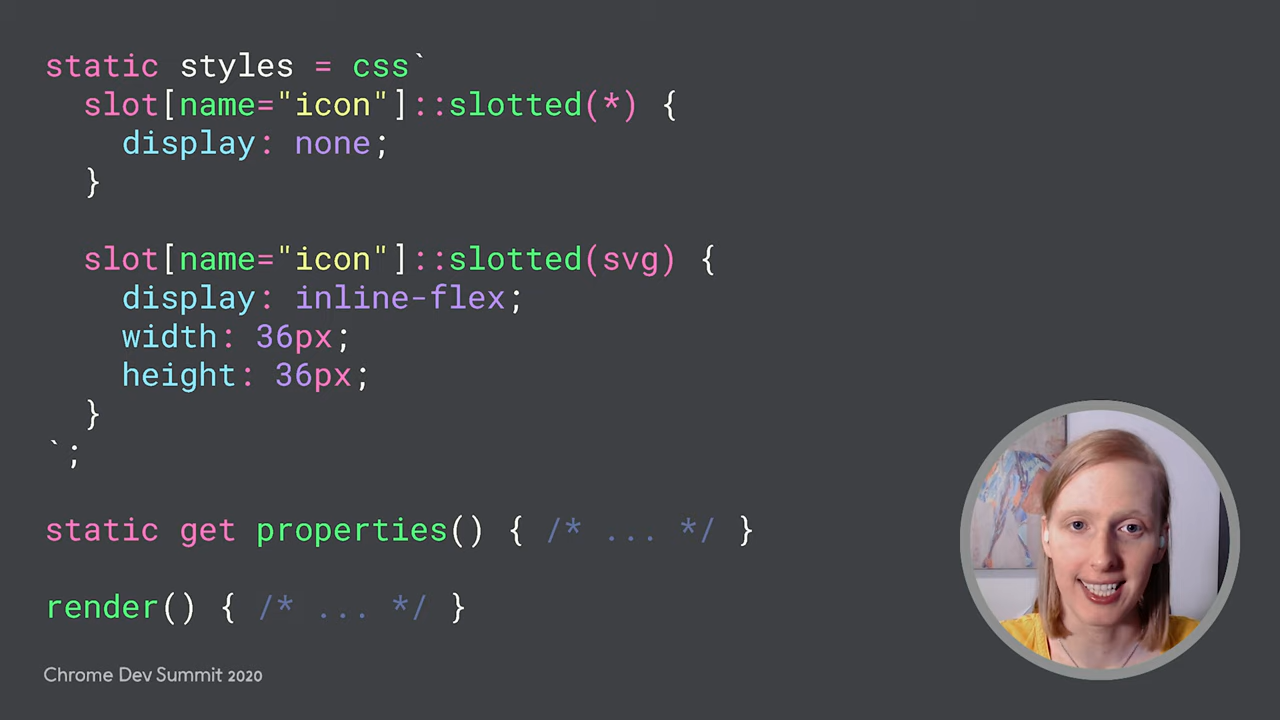 static styles = css`
slot[name="icon"]::slotted(*) {
display: none;
}
slot[name="icon"]::slotted(svg) {
display: inline-flex;
width: 36px;
height: 36px;
}
`;
static get properties() { /* ... */ }
render() { /* ... */ }
Chrome Dev Summit 2020